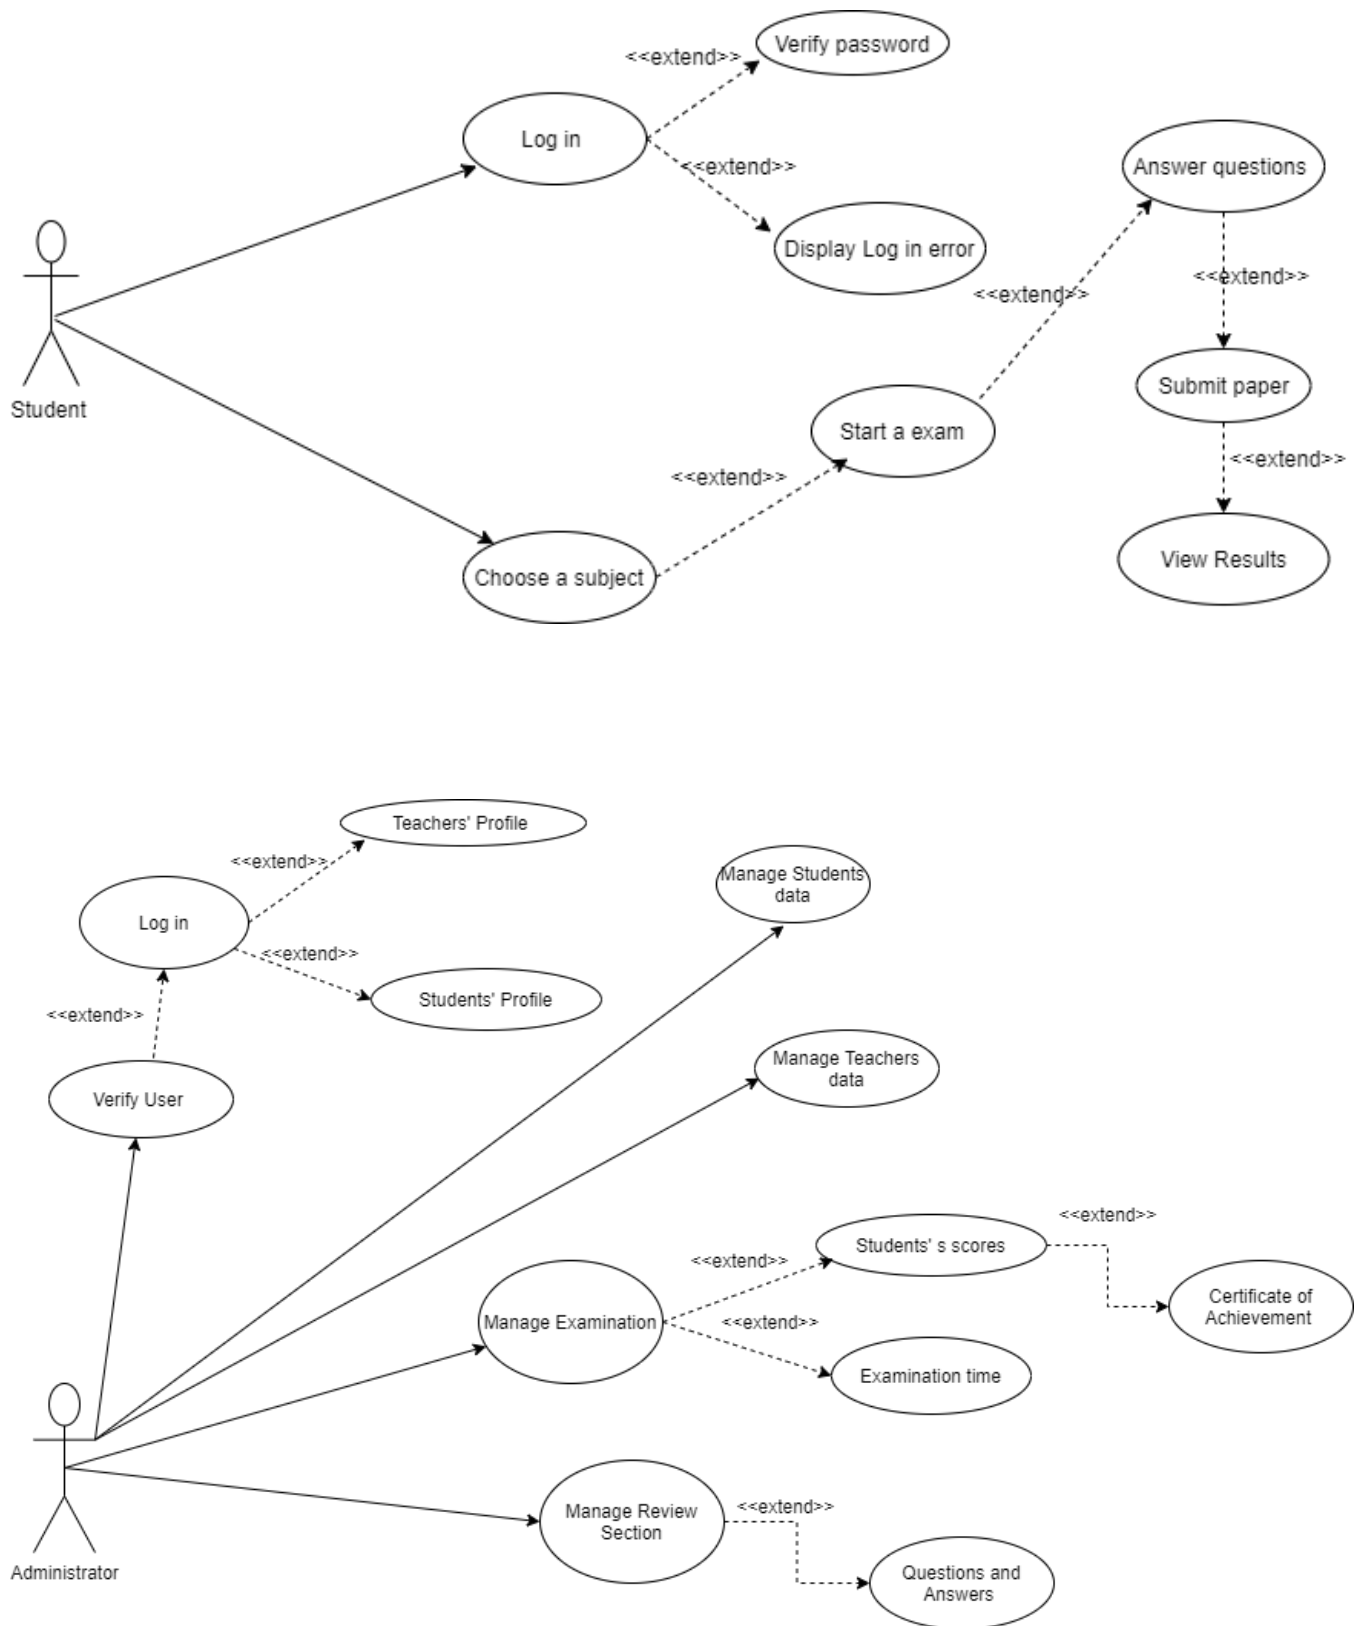 Verify password
<<extend>>
Log in
<<extend>>
Answer questions
Display Log in error
<<extend>>
<<extend>>
Student
Submit paper
Start a exam
<<extend>>
<<extend>>
View Results
Choose a subject
Teachers' Profile
<<extend>>
Manage Students
data
Log in
<<extend>>
Students' Profile
<<extend>>
Manage Teachers
data
Verify User
<<extend>>
Students' s scores
<<extend>>
Certificate of
Achievement
Manage Examination
<<extend>>
Examination time
Manage Review
Section
<<extend>>
Administrator
Questions and
Answers